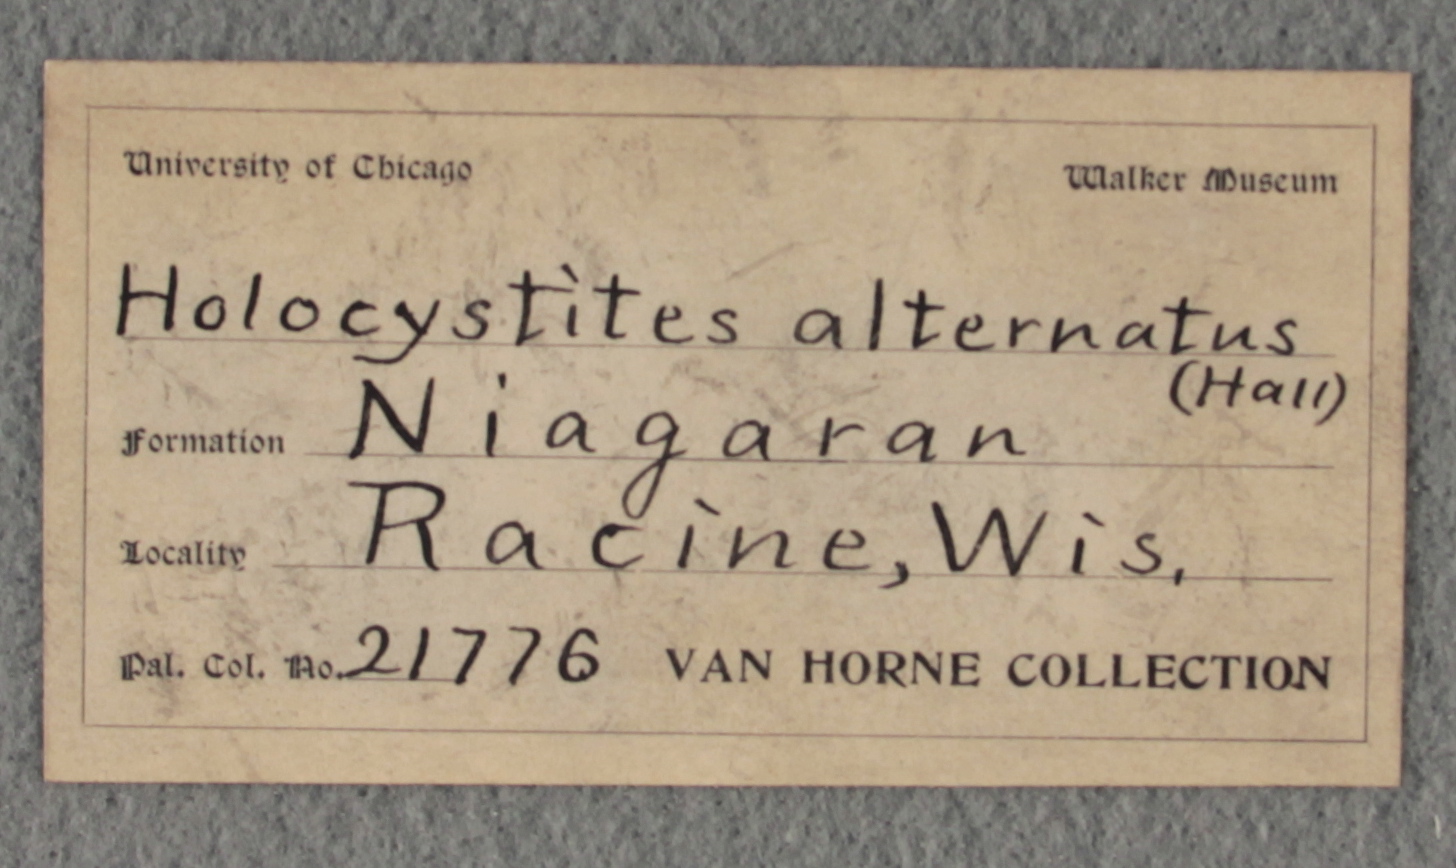 University of Chicago Walker Museum
Holocystites alternatus
(Hall)
Formation Niagaran
Locality Racine, Wis.
Pal. Col. No. 21776 VAN HORNE COLLECTION